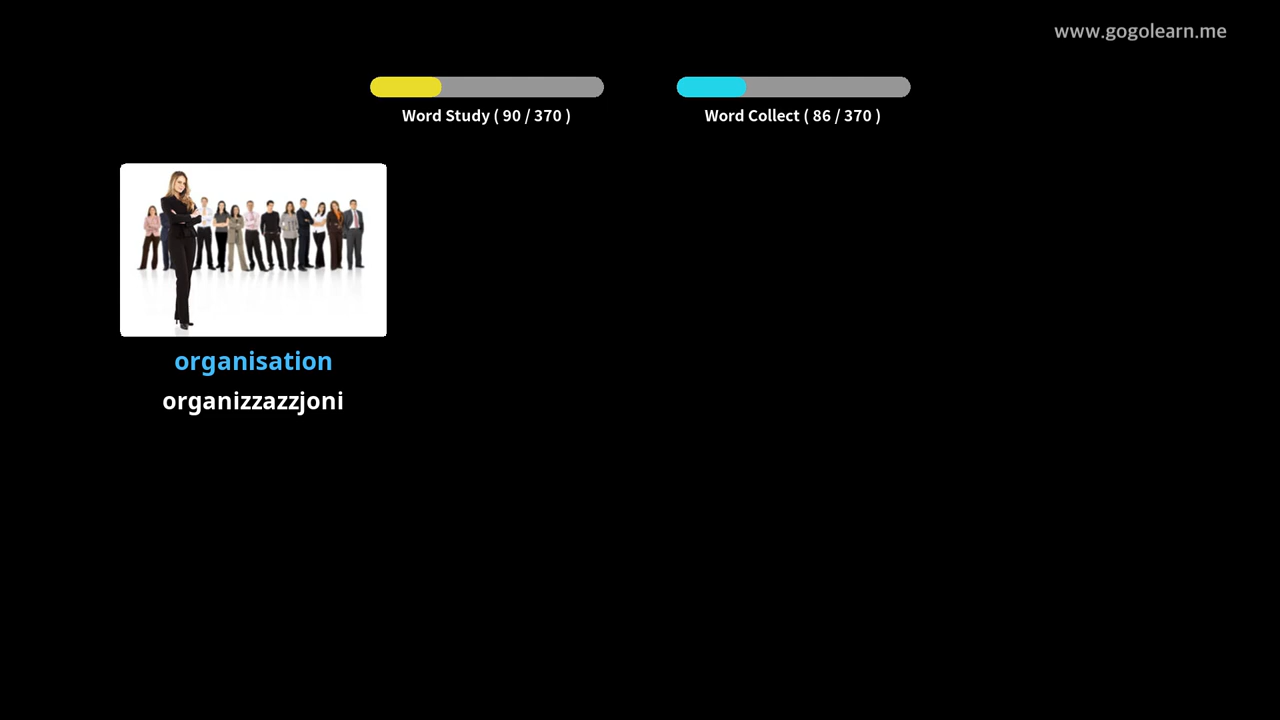 www.gogolearn.me
Word Study ( 90 / 370 )
Word Collect ( 86 / 370 )
organisation
organizzazzjoni